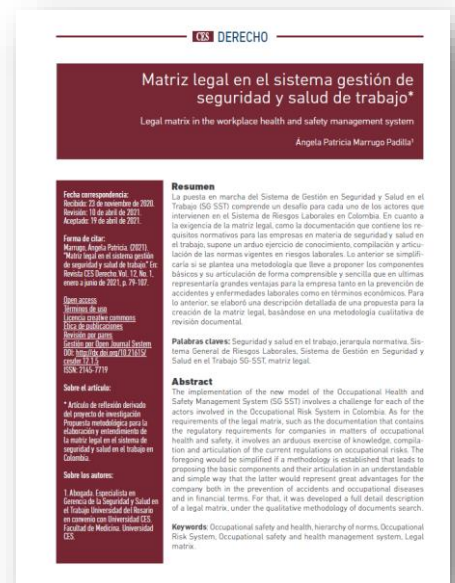 CES DERECHO
Matriz legal en el sistema gestión de
seguridad y salud de trabajo*
Legal matrix in the workplace health and safety management system
Ángela Patricia Marrugo Padilla¹
Fecha correspondencia:
Recibido: 23 de noviembre de 2020.
Revisión: 10 de abril de 2021.
Aceptado: 19 de abril de 2021.
Forma de citar:
Marrugo, Ángela Patricia. (2021).
"Matriz legal en el sistema gestión
de seguridad y salud de trabajo". En:
Revista CES Derecho. Vol. 12, No. 1,
enero a junio de 2021, p. 79-107.
Open access
Términos de uso
Licencia creative commons
Ética de publicaciones
Revisión por pares
Gestión por Open Journal System
DOI: http://dx.doi.org/10.21615/
cesder.12.1.5
ISSN: 2145-7719
Sobre el artículo:
* Artículo de reflexión derivado
del proyecto de investigación
Propuesta metodológica para la
elaboración y entendimiento de
la matriz legal en el sistema de
seguridad y salud en el trabajo en
Colombia.
Sobre los autores:
1. Abogada. Especialista en
Gerencia de la Seguridad y Salud en
el Trabajo Universidad del Rosario
en convenio con Universidad CES.
Facultad de Medicina. Universidad
CES.
Resumen
La puesta en marcha del Sistema de Gestión en Seguridad y Salud en el
Trabajo (SG SST) comprende un desafío para cada uno de los actores que
intervienen en el Sistema de Riesgos Laborales en Colombia. En cuanto a
la exigencia de la matriz legal, como la documentación que contiene los re-
quisitos normativos para las empresas en materia de seguridad y salud en
el trabajo, supone un arduo ejercicio de conocimiento, compilación y articu-
lación de las normas vigentes en riesgos laborales. Lo anterior se simplifi-
caría si se plantea una metodología que lleve a proponer los componentes
básicos y su articulación de forma comprensible y sencilla que en ultimas
representaría grandes ventajas para la empresa tanto en la prevención de
accidentes y enfermedades laborales como en términos económicos. Para
lo anterior, se elaboró una descripción detallada de una propuesta para la
creación de la matriz legal, basándose en una metodología cualitativa de
revisión documental.
Palabras claves: Seguridad y salud en el trabajo, jerarquía normativa, Sis-
tema General de Riesgos Laborales, Sistema de Gestión en Seguridad y
Salud en el Trabajo SG-SST, matriz legal.
Abstract
The implementation of the new model of the Occupational Health and
Safety Management System (SG SST) involves a challenge for each of the
actors involved in the Occupational Risk System in Colombia. As for the
requirements of the legal matrix, such as the documentation that contains
the regulatory requirements for companies in matters of occupational
health and safety, it involves an arduous exercise of knowledge, compila-
tion and articulation of the current regulations on occupational risks. The
foregoing would be simplified if a methodology is established that leads to
proposing the basic components and their articulation in an understandable
and simple way that the latter would represent great advantages for the
company both in the prevention of accidents and occupational diseases
and in financial terms. For that, it was developed a full detail description
of a legal matrix, under the qualitative methodology of documents search.
Keywords: Occupational safety and health, hierarchy of norms, Occupational
Risk System, Occupational safety and health management system, Legal
matrix.